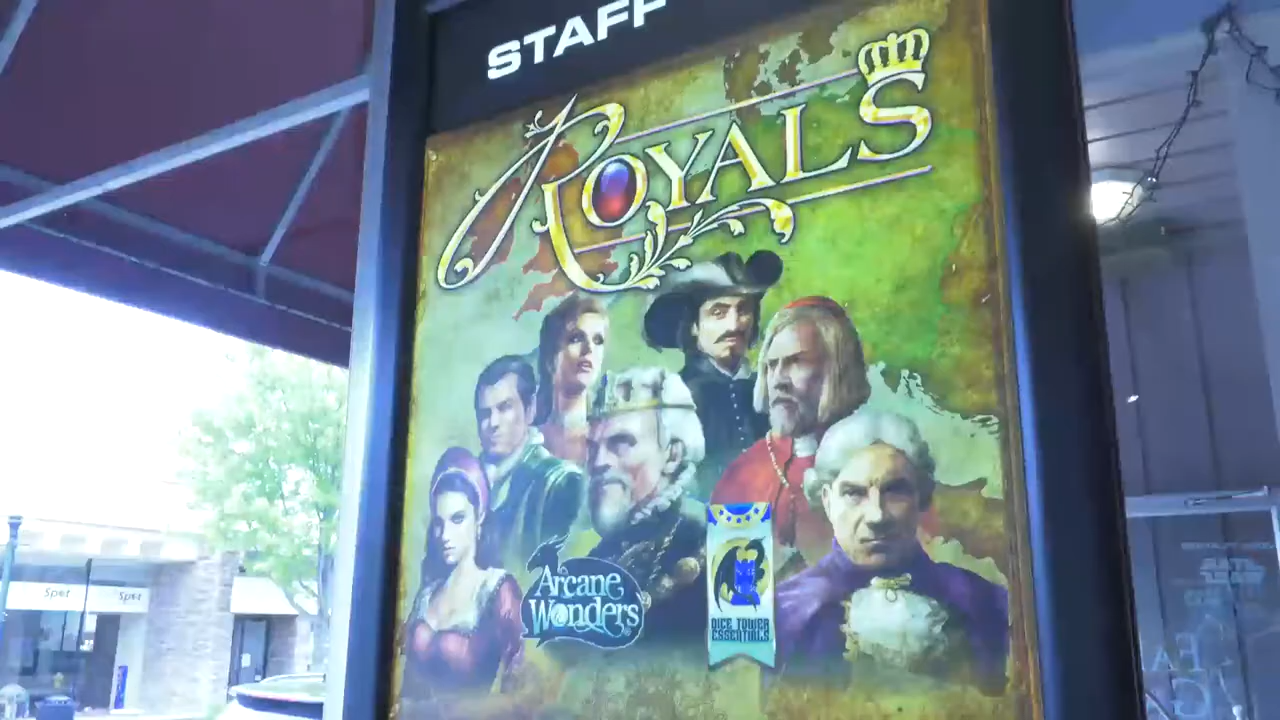 STAFF
ROYALS
Arcane
Wonders
DICE TOWER
ESSENTIALS
Spot
Spot